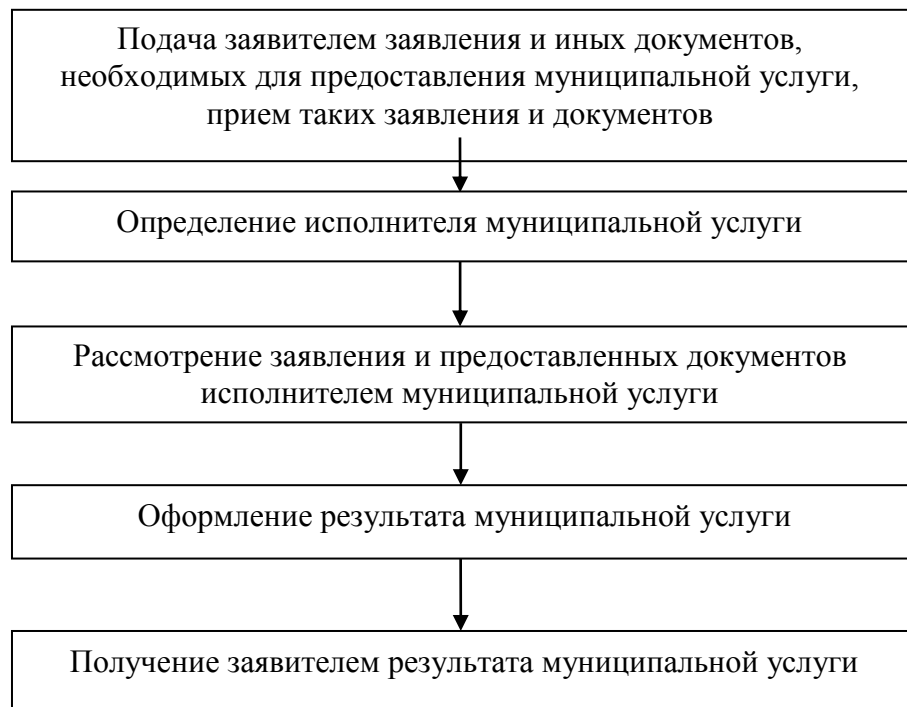 Подача заявителем заявления и иных документов,
необходимых для предоставления муниципальной услуги,
прием таких заявления и документов
Определение исполнителя муниципальной услуги
Рассмотрение заявления и предоставленных документов
исполнителем муниципальной услуги
Оформление результата муниципальной услуги
Получение заявителем результата муниципальной услуги